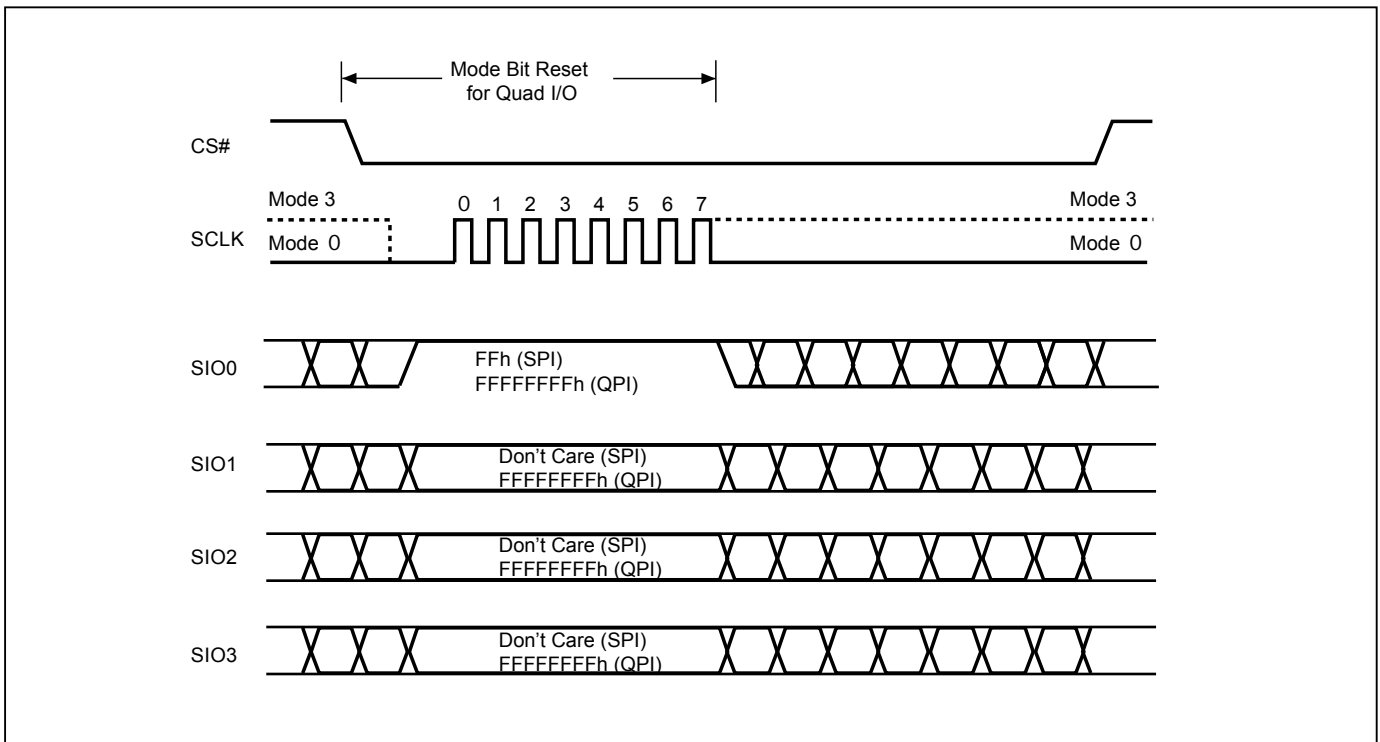 Mode Bit Reset
for Quad I/O
CS#
Mode 3
0 1 2 3 4 5 6 7
Mode 3
SCLK
Mode 0
Mode 0
SIO0
FFh (SPI)
FFFFFFFFh (QPI)
SIO1
Don't Care (SPI)
FFFFFFFFh (QPI)
SIO2
Don't Care (SPI)
FFFFFFFFh (QPI)
SIO3
Don't Care (SPI)
FFFFFFFFh (QPI)